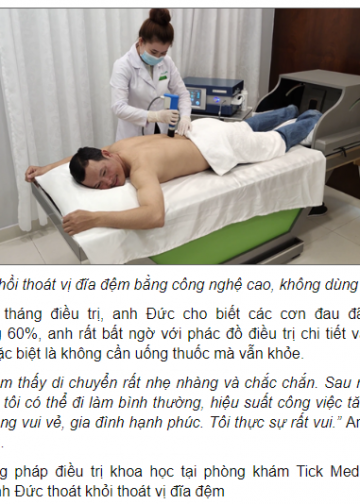 hỏi thoát vị đĩa đệm bằng công nghệ cao, không dùng
tháng điều trị, anh Đức cho biết các cơn đau đã
60%, anh rất bất ngờ với phác đồ điều trị chi tiết và
ặc biệt là không cần uống thuốc mà vẫn khỏe.
m thấy di chuyển rất nhẹ nhàng và chắc chắn. Sau
tôi có thể đi làm bình thường, hiệu suất công việc
ng vui vẻ, gia đình hạnh phúc. Tôi thực sự rất vui.”
ng pháp điều trị khoa học tại phòng khám Tick Med
nh Đức thoát khỏi thoát vị đĩa đệm